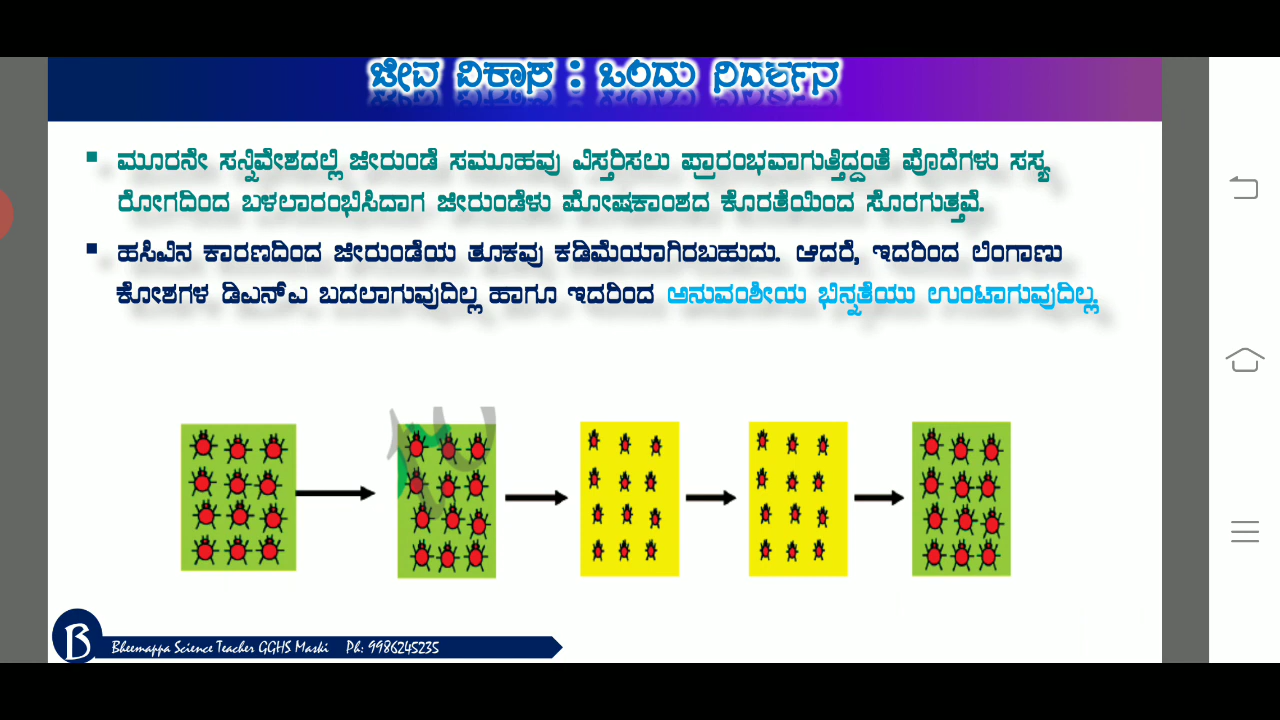 ಜೀವ ವಿಕಾಸ : ಒಂದು ನಿದರ್ಶನ
ಮೂರನೇ ಸನ್ನಿವೇಶದಲ್ಲಿ ಜೀರುಂಡೆ ಸಮೂಹವು ವಿಸ್ತರಿಸಲು ಪ್ರಾರಂಭವಾಗುತ್ತಿದ್ದಂತೆ ಪೊದೆಗಳು ಸಸ್ಯ
ರೋಗದಿಂದ ಬಳಲಾರಂಭಿಸಿದಾಗ ಜೀರುಂಡೆಳು ಪೋಷಕಾಂಶದ ಕೊರತೆಯಿಂದ ಸೊರಗುತ್ತವೆ.
ಹಸಿವಿನ ಕಾರಣದಿಂದ ಜೀರುಂಡೆಯ ತೂಕವು ಕಡಿಮೆಯಾಗಿರಬಹುದು. ಆದರೆ, ಇದರಿಂದ ಲಿಂಗಾಣು
ಕೋಶಗಳ ಡಿಎನ್ಎ ಬದಲಾಗುವುದಿಲ್ಲ ಹಾಗೂ ಇದರಿಂದ ಅನುವಂಶೀಯ ಭಿನ್ನತೆಯು ಉಂಟಾಗುವುದಿಲ್ಲ.
B Bheemappa Science Teacher GGHS Maski Ph: 9986245235